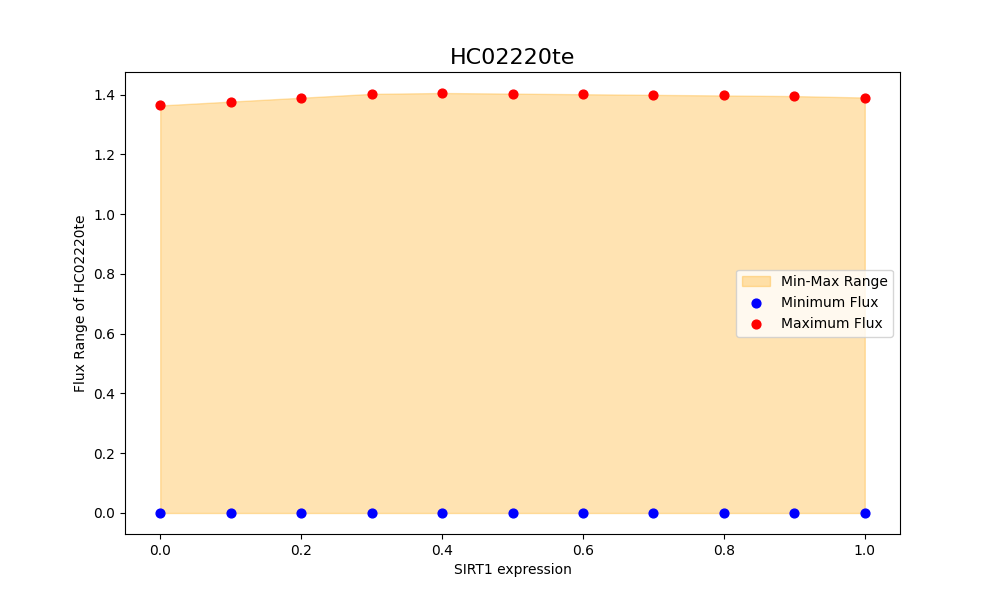 HC02220te
Flux Range of HC02220te
1.4
1.2
1.0
0.8
0.6
0.4
0.2
0.0
Min-Max Range
Minimum Flux
Maximum Flux
0.0 0.2 0.4 0.6 0.8 1.0
SIRT1 expression